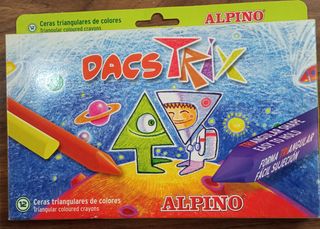 12 Ceras triangulares de colores
Triangular coloured crayons
ALPINO
DACS TRIX
TRIANGULAR SHAPE
EASY TO HOLD
FORMA TRIANGULAR
FÁCIL SUJECIÓN
12 Ceras triangulares de colores
Triangular coloured crayons
ALPINO